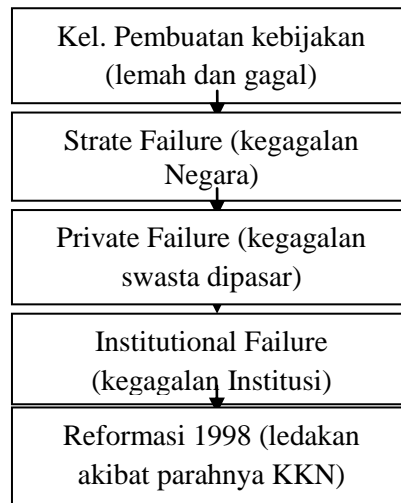 Kel. Pembuatan kebijakan
(lemah dan gagal)
Strate Failure (kegagalan
Negara)
Private Failure (kegagalan
swasta dipasar)
Institutional Failure
(kegagalan Institusi)
Reformasi 1998 (ledakan
akibat parahnya KKN)